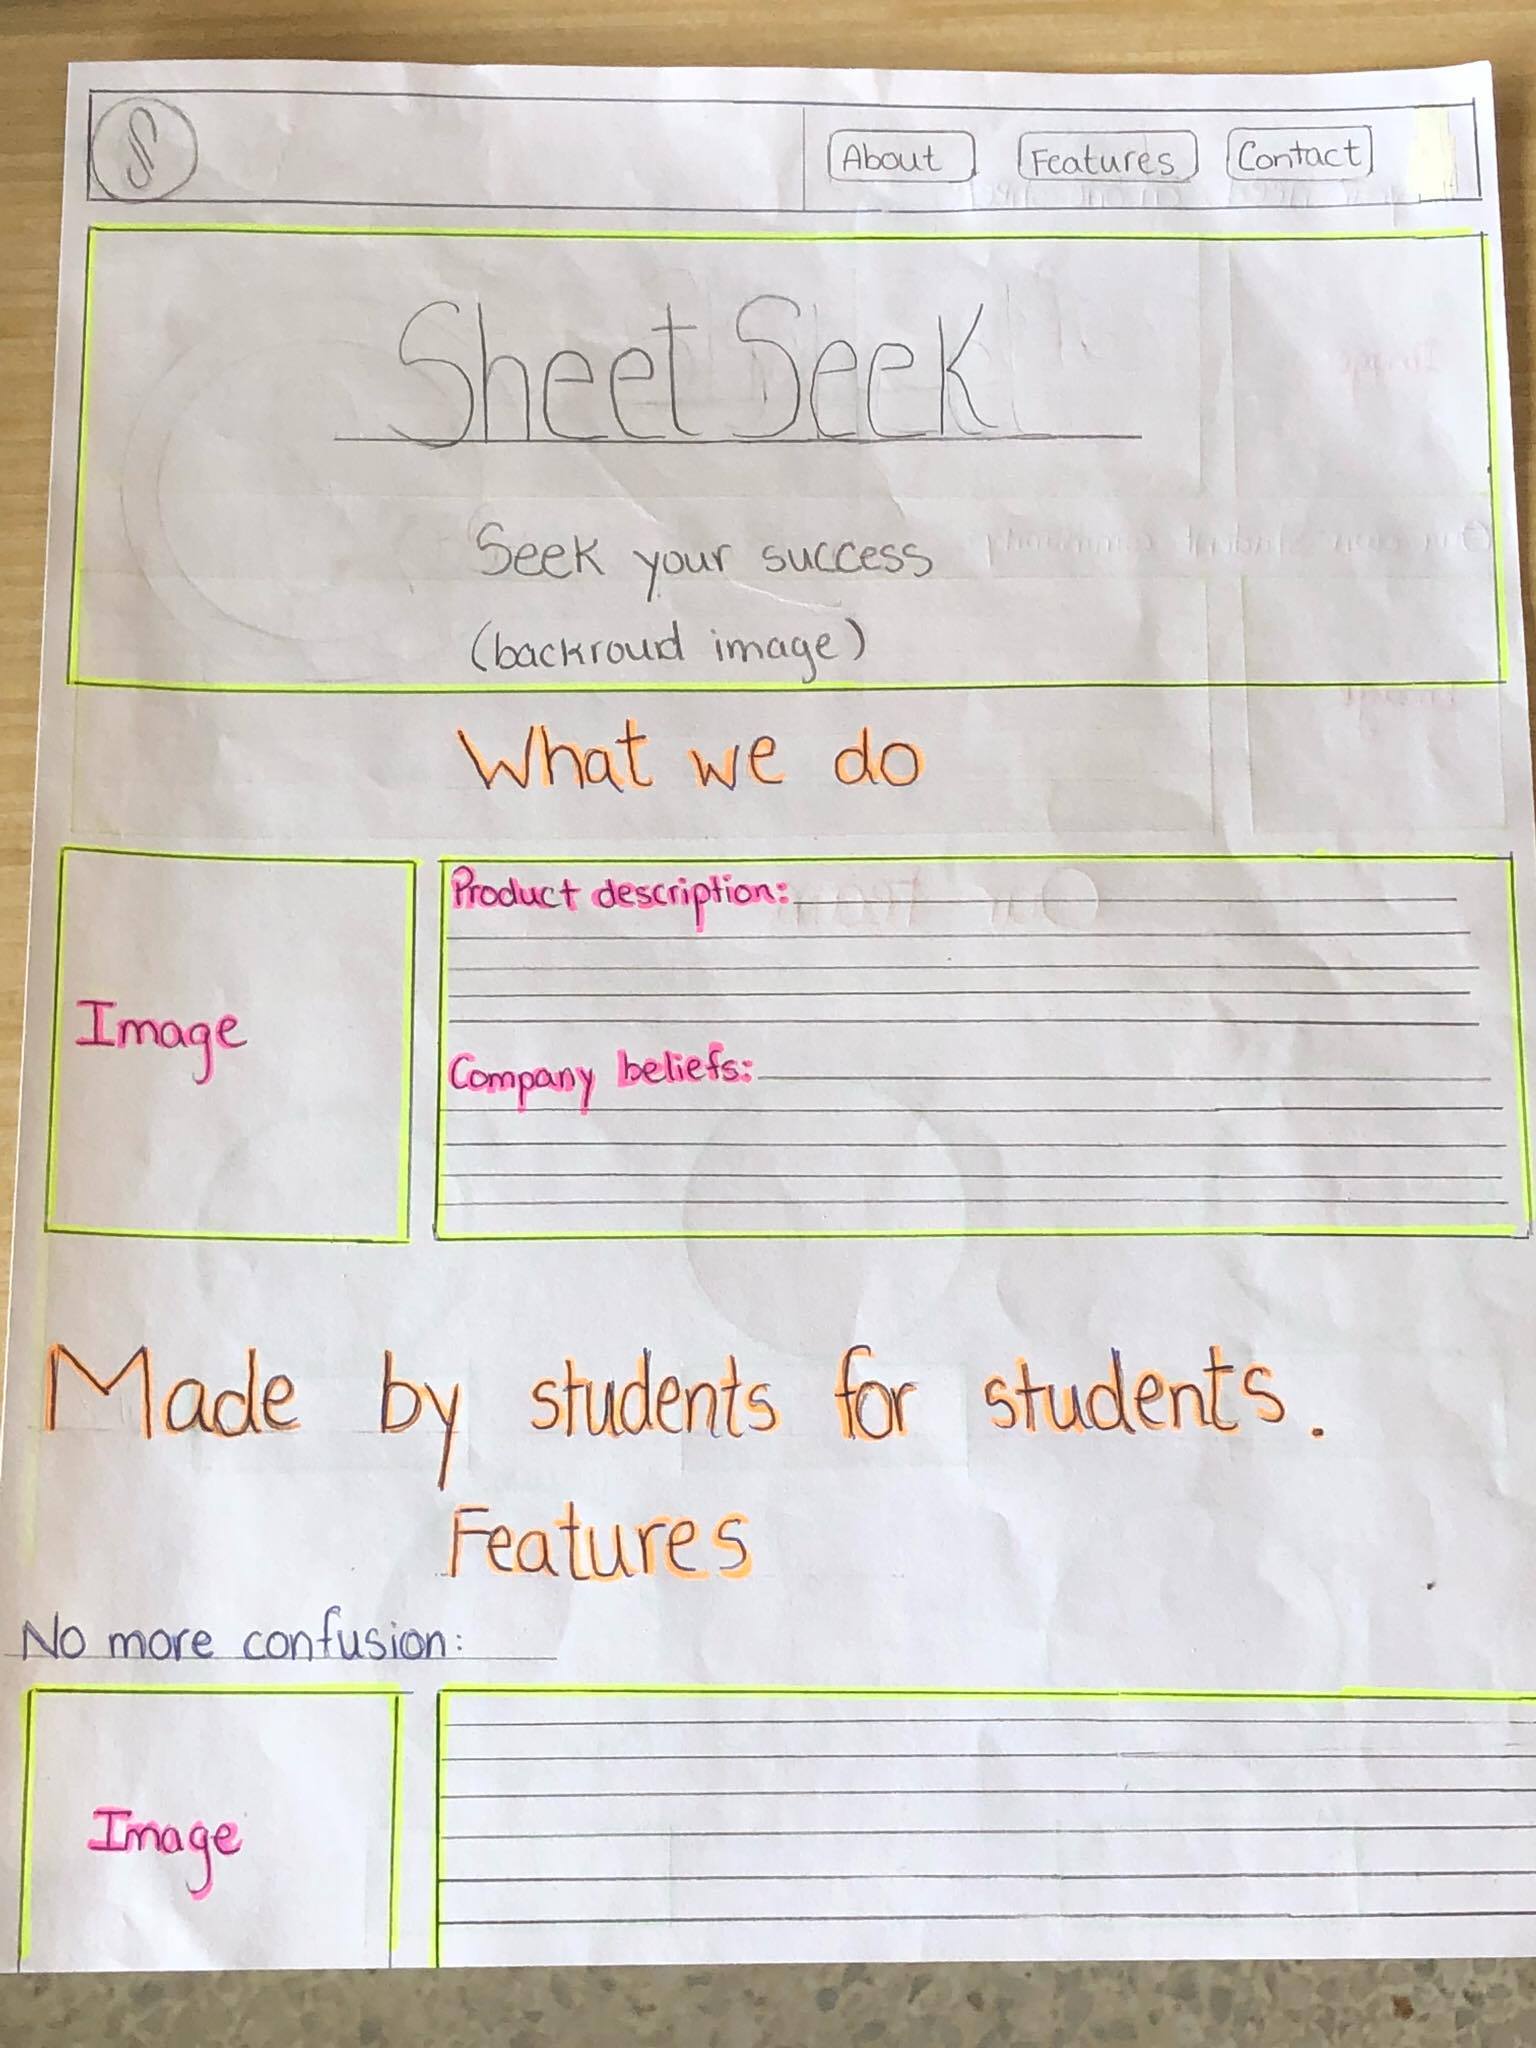 About Features Contact
Sheet Seek
Seek your success
(backroud image)
What we do
Product description:
Image
Company beliefs:
Made by students for students.
Features
No more confusion:
Image